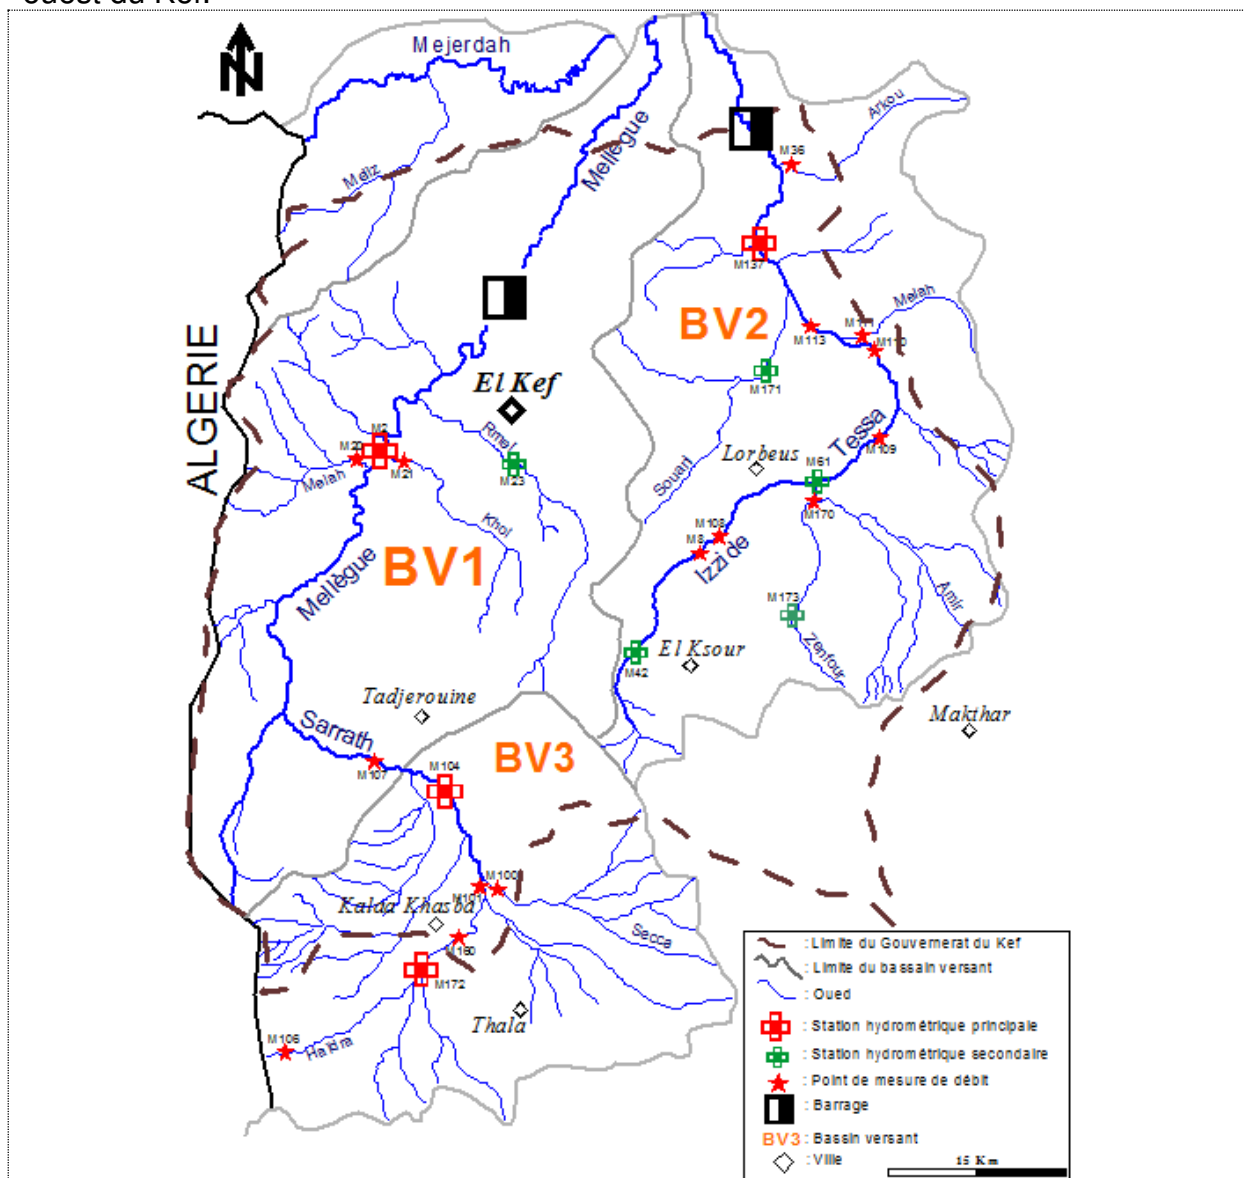 Mejerdah
Arkou
Mellègue
M36
Meliz
M137
Melah
BV2
M113
M110
ALGERIE
M171
El Kef
Tessa
M2
Rmel
M109
Lorbeus
M20
M61
M21
M23
Melah
Souari
M170
Khol
M108
M8
BV1
Izzide
Mellègue
Amir
M173
El Ksour
Zenfour
M42
Tadjerouine
Makthar
Sarrath
BV3
M104
M107
M100
M101
Kalaa Khasba
Secca
M160
M172
Thala
M106
Haidra
: Limite du Gouvernerat du Kef
: Limite du bassain versant
: Oued
: Station hydrométrique principale
: Station hydrométrique secondaire
: Point de mesure de débit
: Barrage
BV3 : Bassin versant
: Ville
15 Km